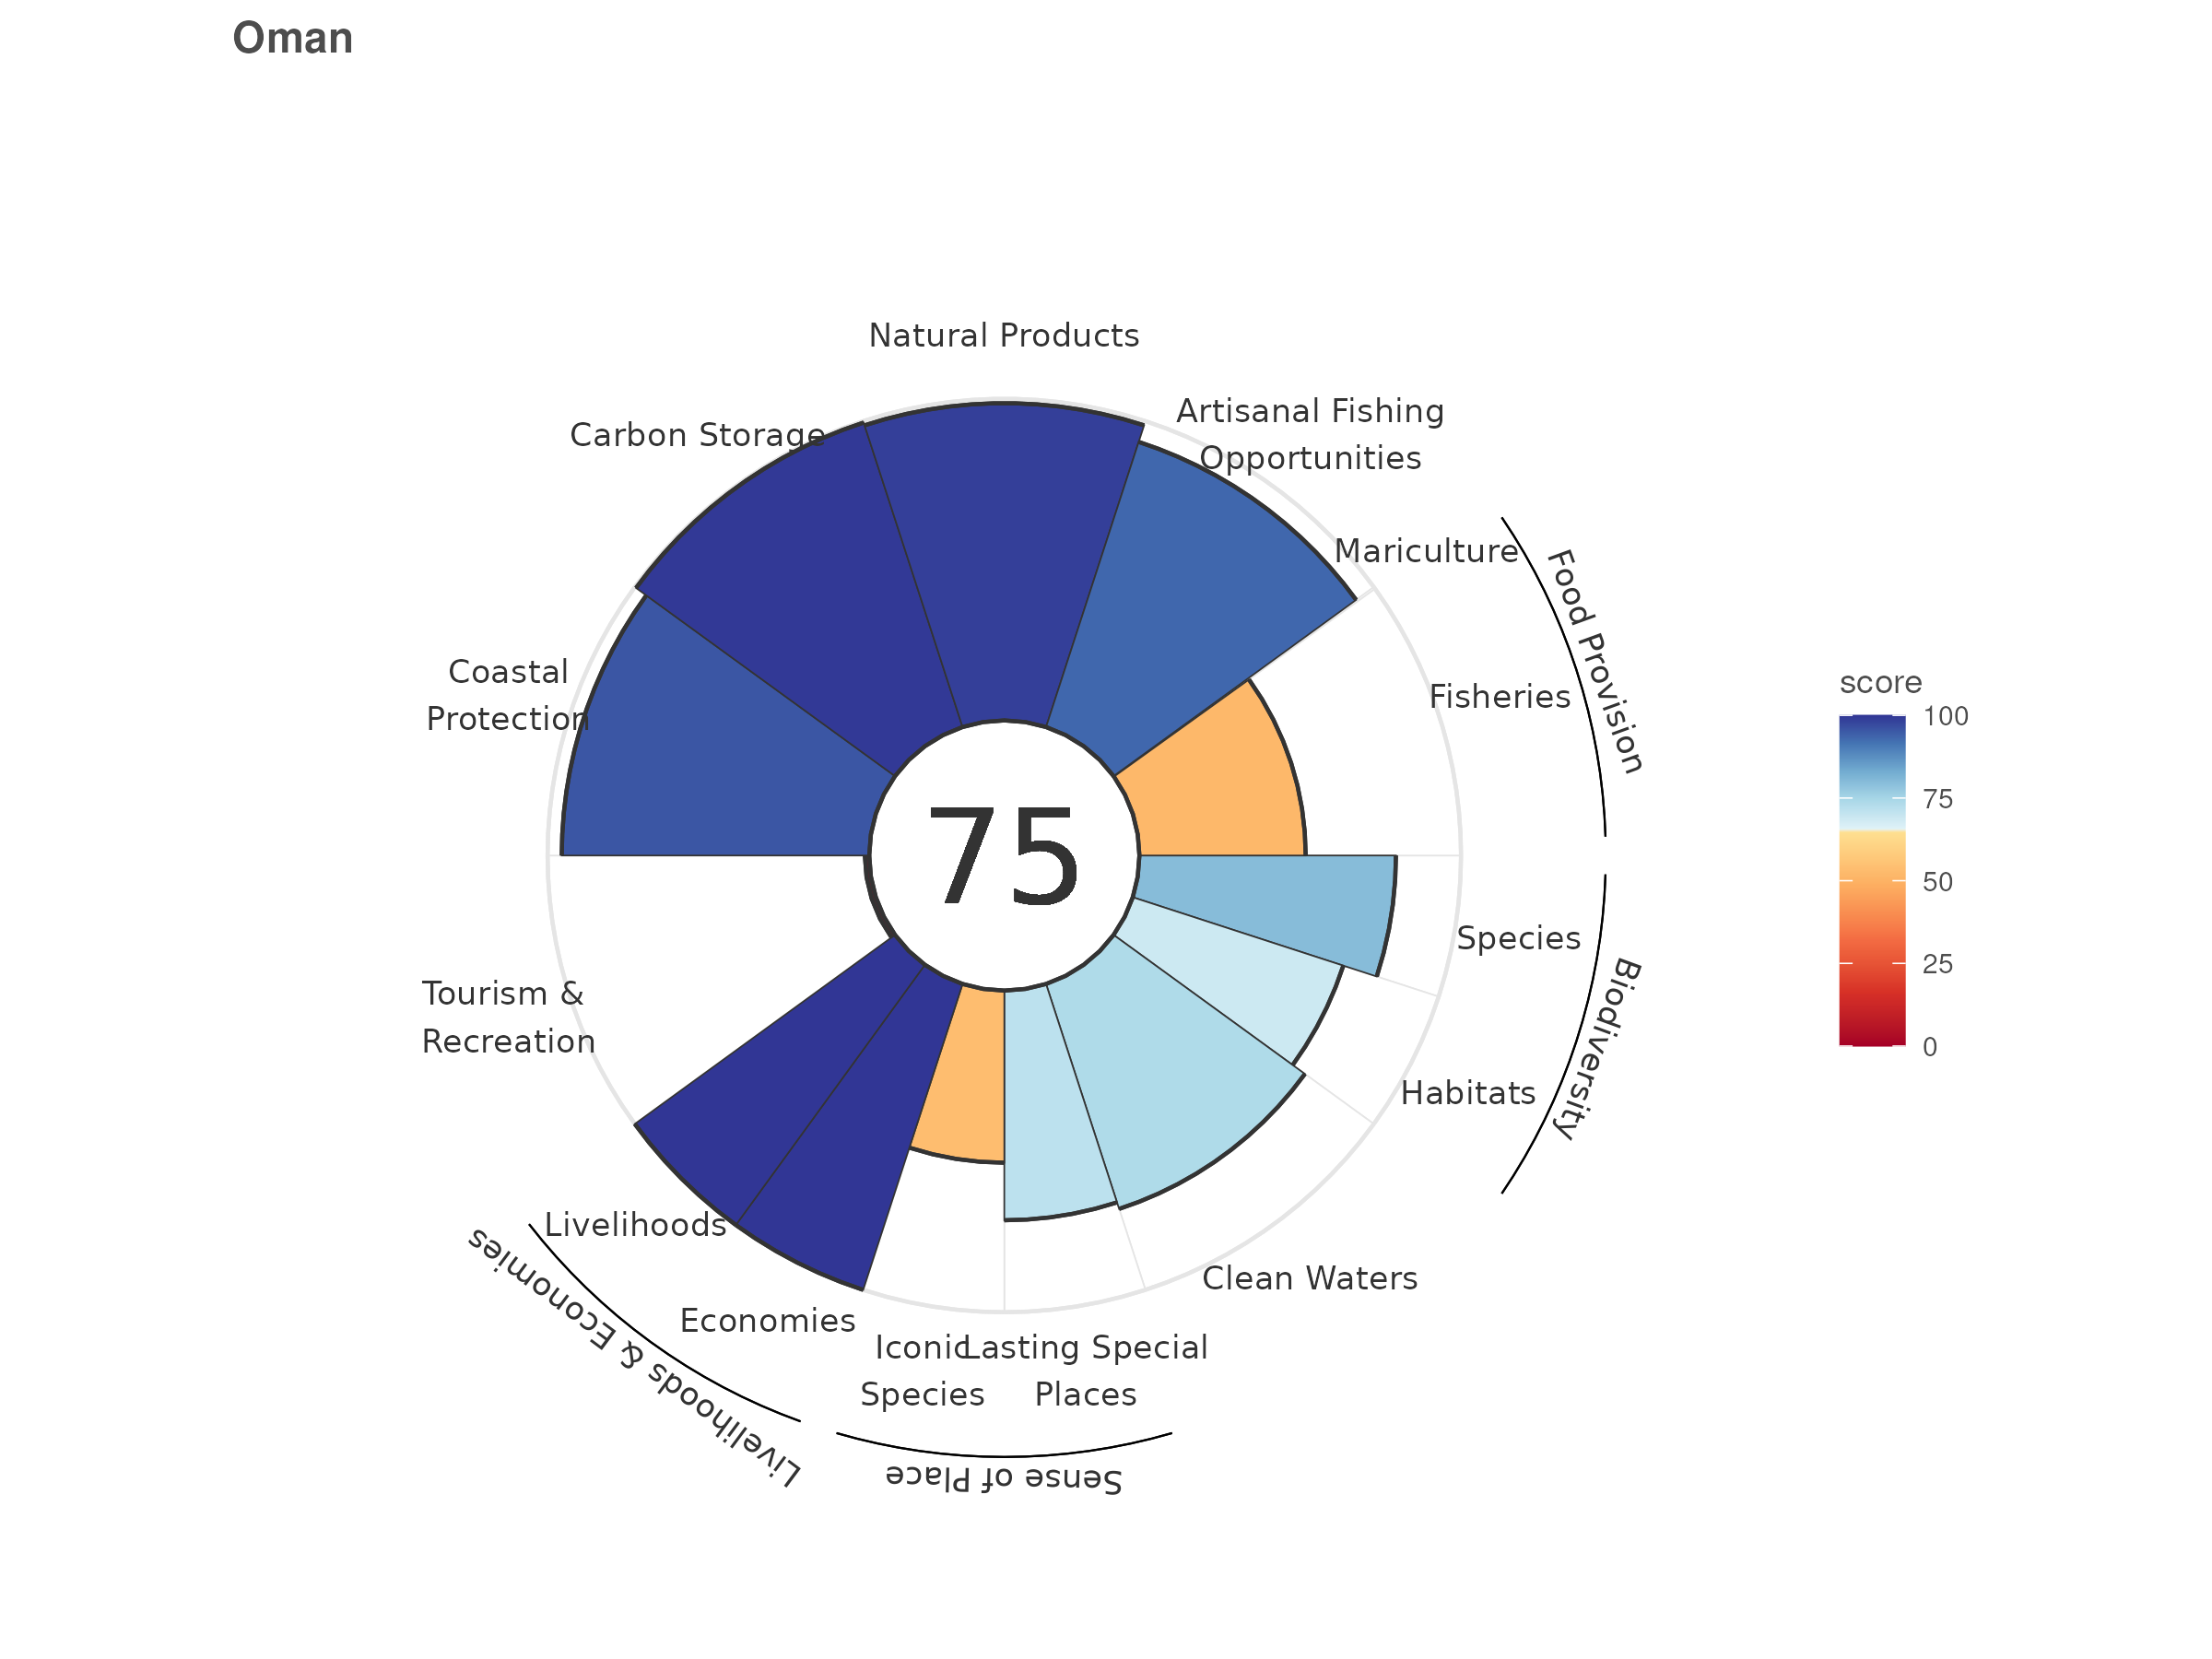 Oman
Natural Products
Artisanal Fishing
Opportunities
Carbon Storage
Mariculture
Food Provision
Fisheries
Coastal
Protection
score
100
75
50
25
0
75
Species
Biodiversity
Habitats
Tourism &
Recreation
Livelihoods
Livelihoods & Economies
Economies
Clean Waters
Iconic
Species
Lasting Special
Places
Sense of Place